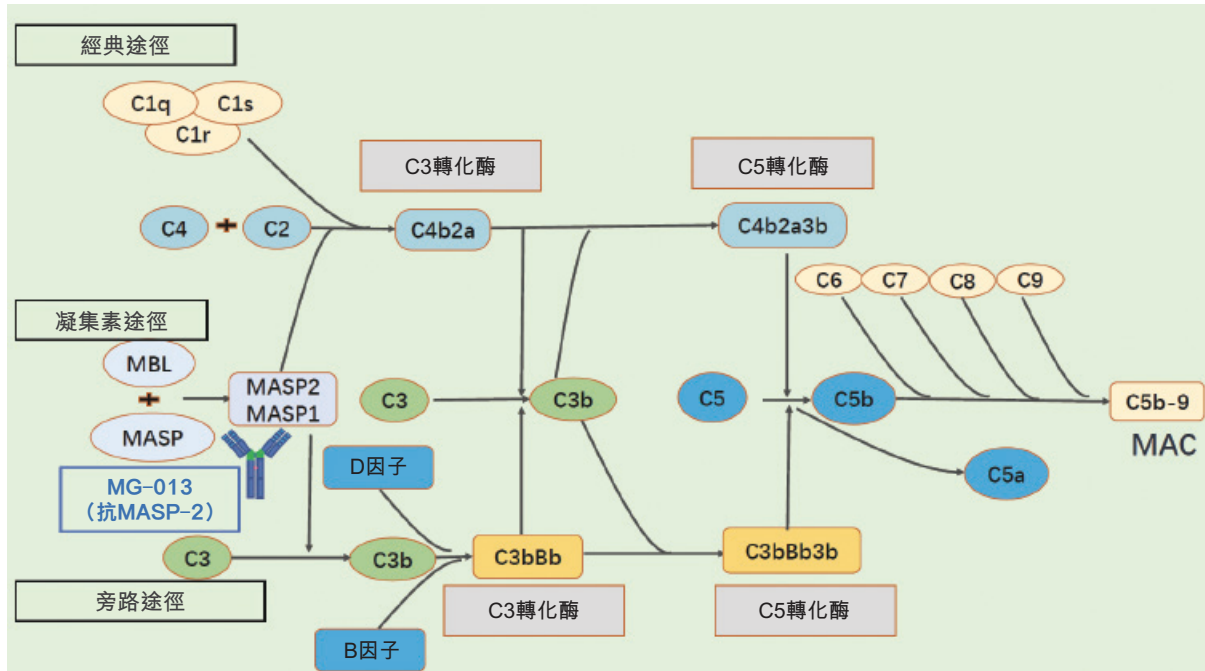 經典途徑
C1q
C1s
C1r
C3轉化酶
C5轉化酶
C4
C2
C4b2a
C4b2a3b
C6
C7
C8
C9
凝集素途徑
MBL
MASP
MASP2
MASP1
C3
C3b
C5
C5b
C5b-9
MAC
C5a
MG-013
（抗MASP-2）
D因子
C3
C3b
C3bBb
C3bBb3b
旁路途徑
C3轉化酶
C5轉化酶
B因子